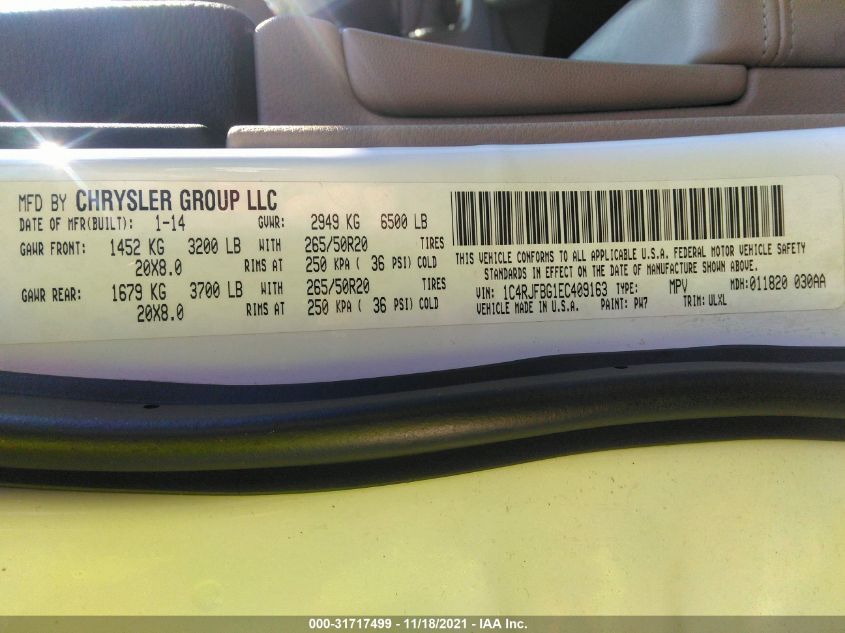 MFD BY CHRYSLER GROUP LLC
DATE OF MFR(BUILT): 1-14 GVWR: 2949 KG 6500 LB
GAWR FRONT: 1452 KG 3200 LB WITH 265/50R20 TIRES
20X8.0 RIMS AT 250 KPA ( 36 PSI) COLD
GAWR REAR: 1679 KG 3700 LB WITH 265/50R20 TIRES
20X8.0 RIMS AT 250 KPA ( 36 PSI) COLD
THIS VEHICLE CONFORMS TO ALL APPLICABLE U.S.A. FEDERAL MOTOR VEHICLE SAFETY
STANDARDS IN EFFECT ON THE DATE OF MANUFACTURE SHOWN ABOVE.
VIN: 1C4RJFBG1EC409163 TYPE: MPV MDH:011820 030AA
VEHICLE MADE IN U.S.A. PAINT: PW7 TRIM: ULXL
000-31717499 - 11/18/2021 - IAA Inc.